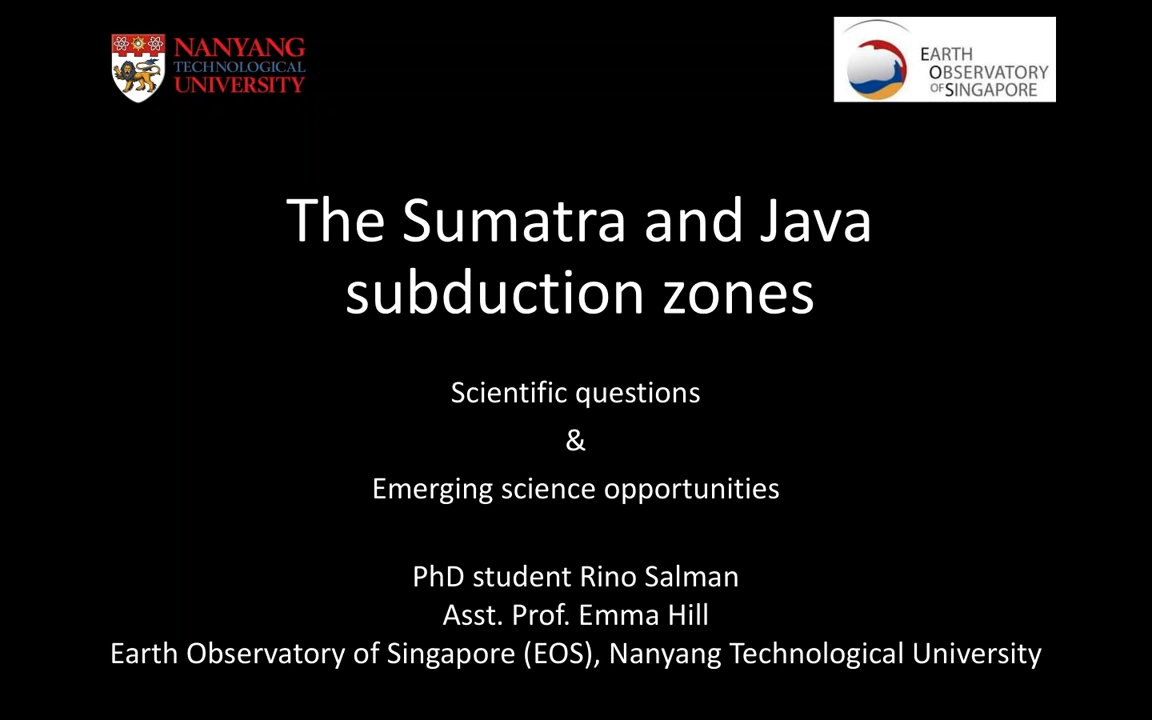 NANYANG
TECHNOLOGICAL
UNIVERSITY
EARTH
OBSERVATORY
OF SINGAPORE
The Sumatra and Java
subduction zones
Scientific questions
&
Emerging science opportunities
PhD student Rino Salman
Asst. Prof. Emma Hill
Earth Observatory of Singapore (EOS), Nanyang Technological University